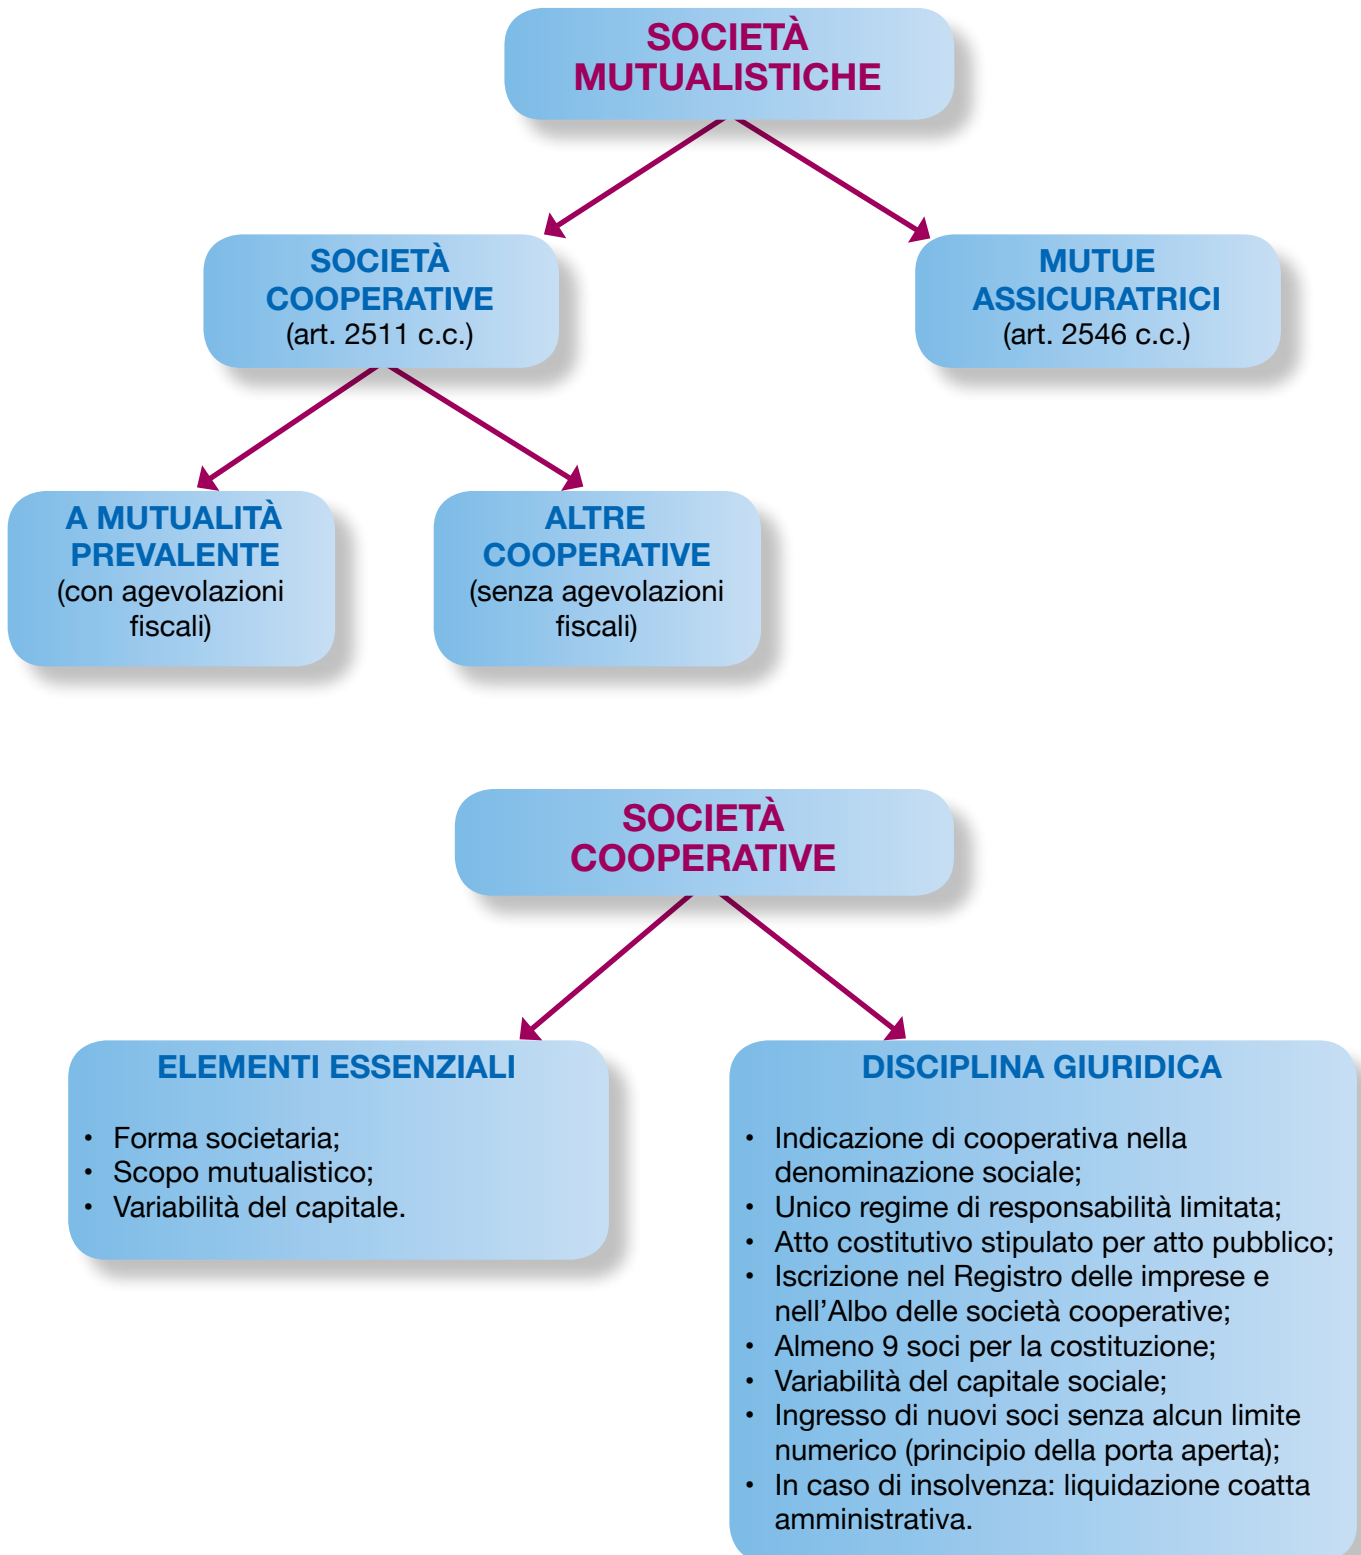 SOCIETÀ
MUTUALISTICHE
SOCIETÀ
COOPERATIVE
(art. 2511 c.c.)
MUTUE
ASSICURATRICI
(art. 2546 c.c.)
A MUTUALITÀ
PREVALENTE
(con agevolazioni
fiscali)
ALTRE
COOPERATIVE
(senza agevolazioni
fiscali)
SOCIETÀ
COOPERATIVE
ELEMENTI ESSENZIALI
• Forma societaria;
• Scopo mutualistico;
• Variabilità del capitale.
DISCIPLINA GIURIDICA
• Indicazione di cooperativa nella
denominazione sociale;
• Unico regime di responsabilità limitata;
• Atto costitutivo stipulato per atto pubblico;
• Iscrizione nel Registro delle imprese e
nell’Albo delle società cooperative;
• Almeno 9 soci per la costituzione;
• Variabilità del capitale sociale;
• Ingresso di nuovi soci senza alcun limite
numerico (principio della porta aperta);
• In caso di insolvenza: liquidazione coatta
amministrativa.